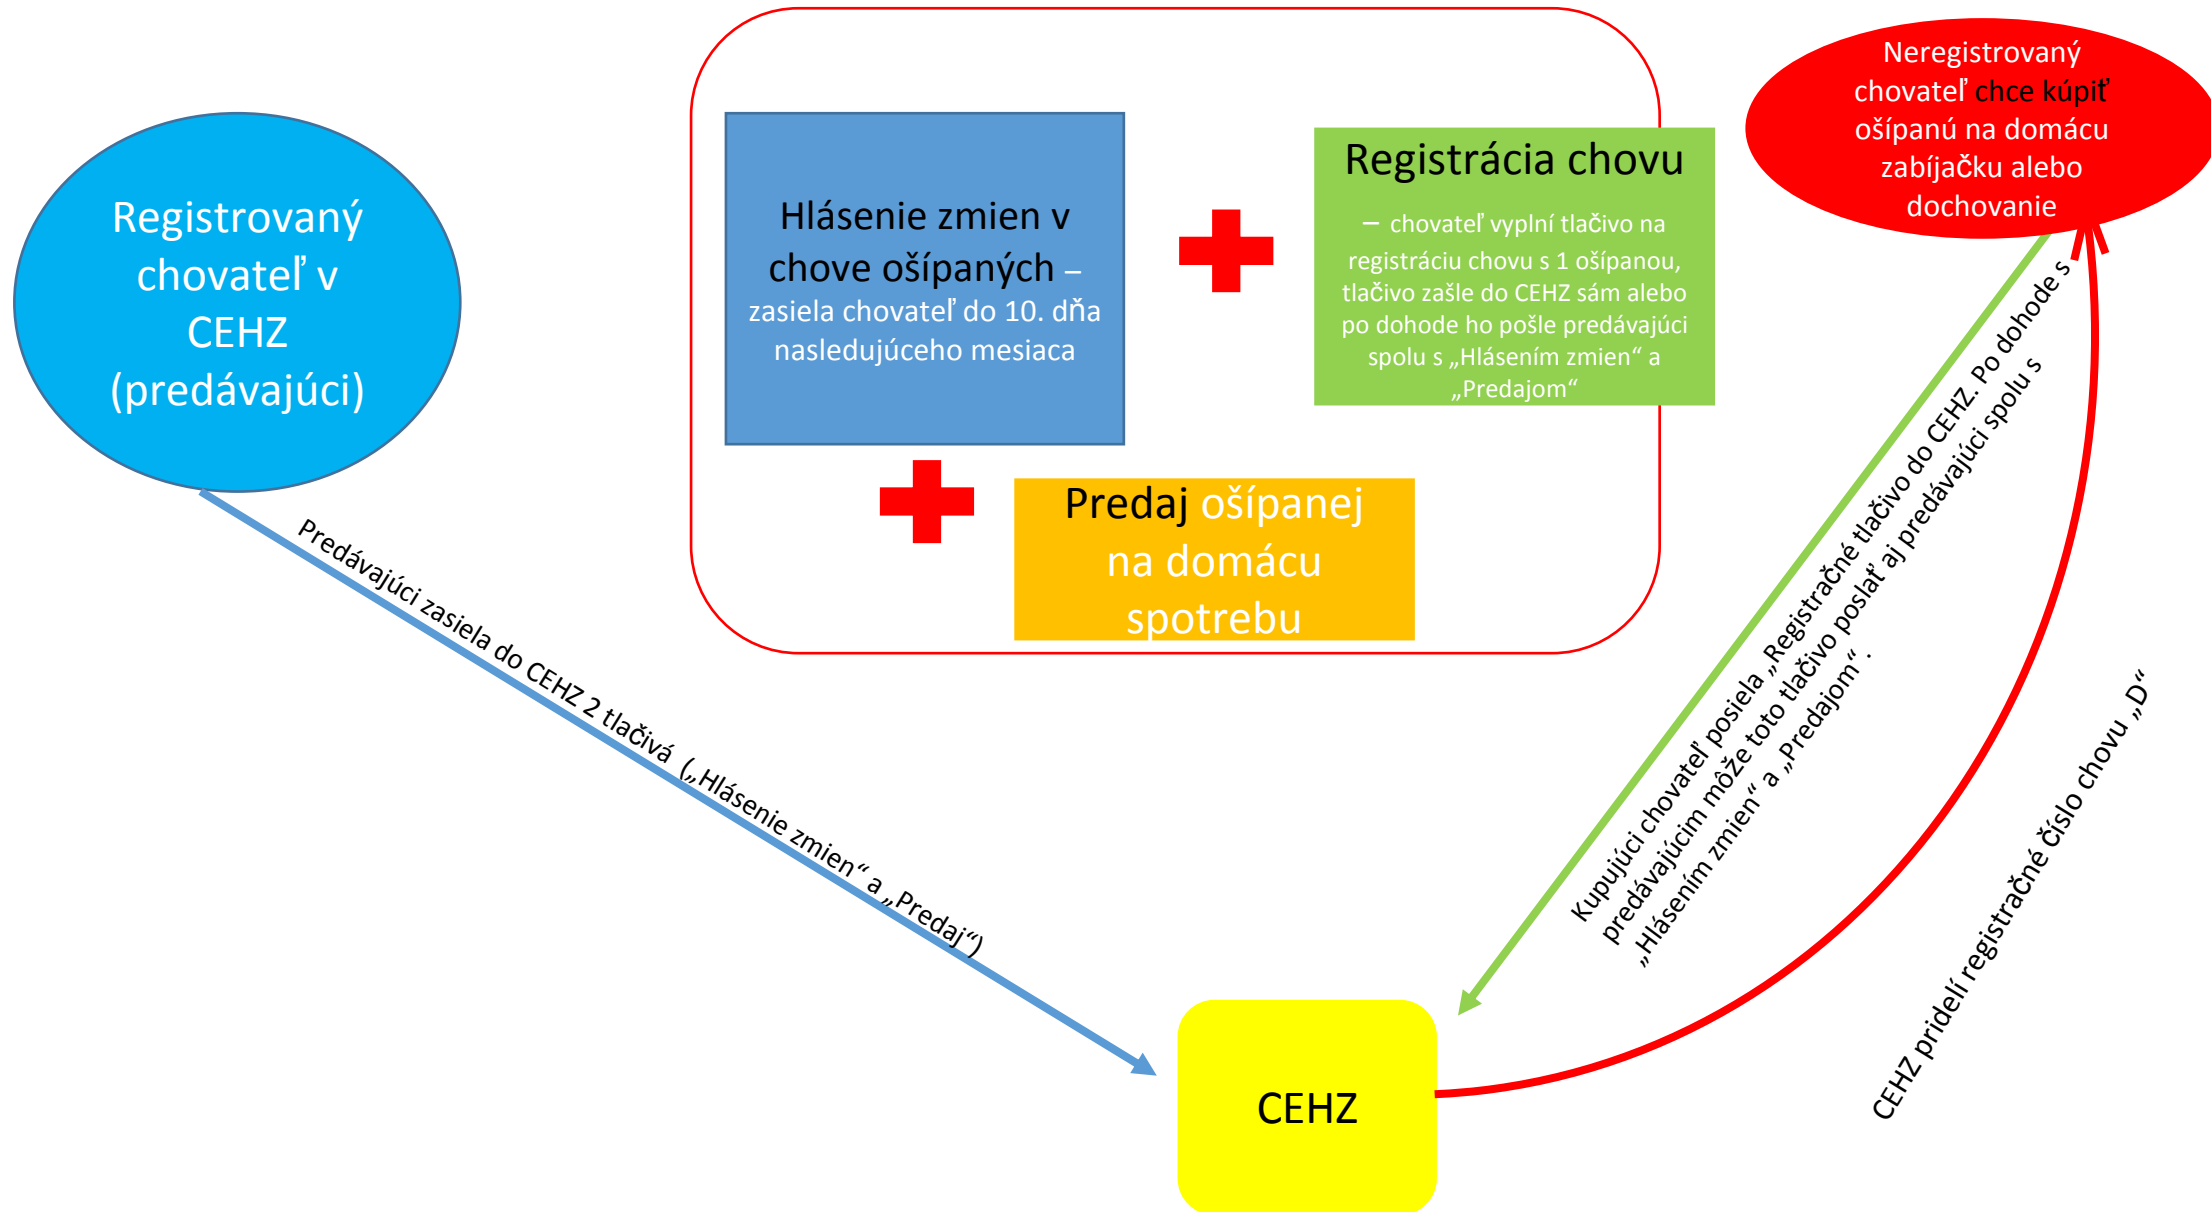 Registrovaný
chovateľ v
CEHZ
(predávajúci)
Hlásenie zmien v
chove ošípaných –
zasiela chovateľ do 10. dňa
nasledujúceho mesiaca
Registrácia chovu
– chovateľ vyplní tlačivo na
registráciu chovu s 1 ošípanou,
tlačivo zašle do CEHZ sám alebo
po dohode ho pošle predávajúci
spolu s „Hlásením zmien“ a
„Predajom“
Predaj ošípanej
na domácu
spotrebu
Neregistrovaný
chovateľ chce kúpiť
ošípanú na domácu
zabíjačku alebo
dochovanie
Predávajúci zasiela do CEHZ 2 tlačivá („Hlásenie zmien“ a „Predaj“)
Kupujúci chovateľ posiela „Registračné tlačivo do CEHZ. Po dohode s
predávajúcim môže toto tlačivo poslať aj predávajúci spolu s
„Hlásením zmien“ a „Predajom“.
CEHZ pridelí registračné číslo chovu „D“
CEHZ